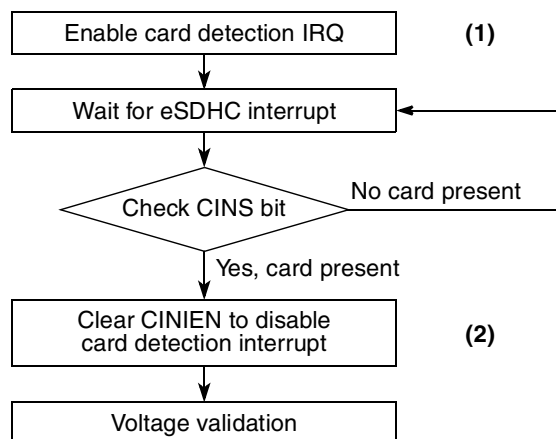 Enable card detection IRQ
(1)
Wait for eSDHC interrupt
Check CINS bit
No card present
Yes, card present
Clear CINIEN to disable
card detection interrupt
(2)
Voltage validation